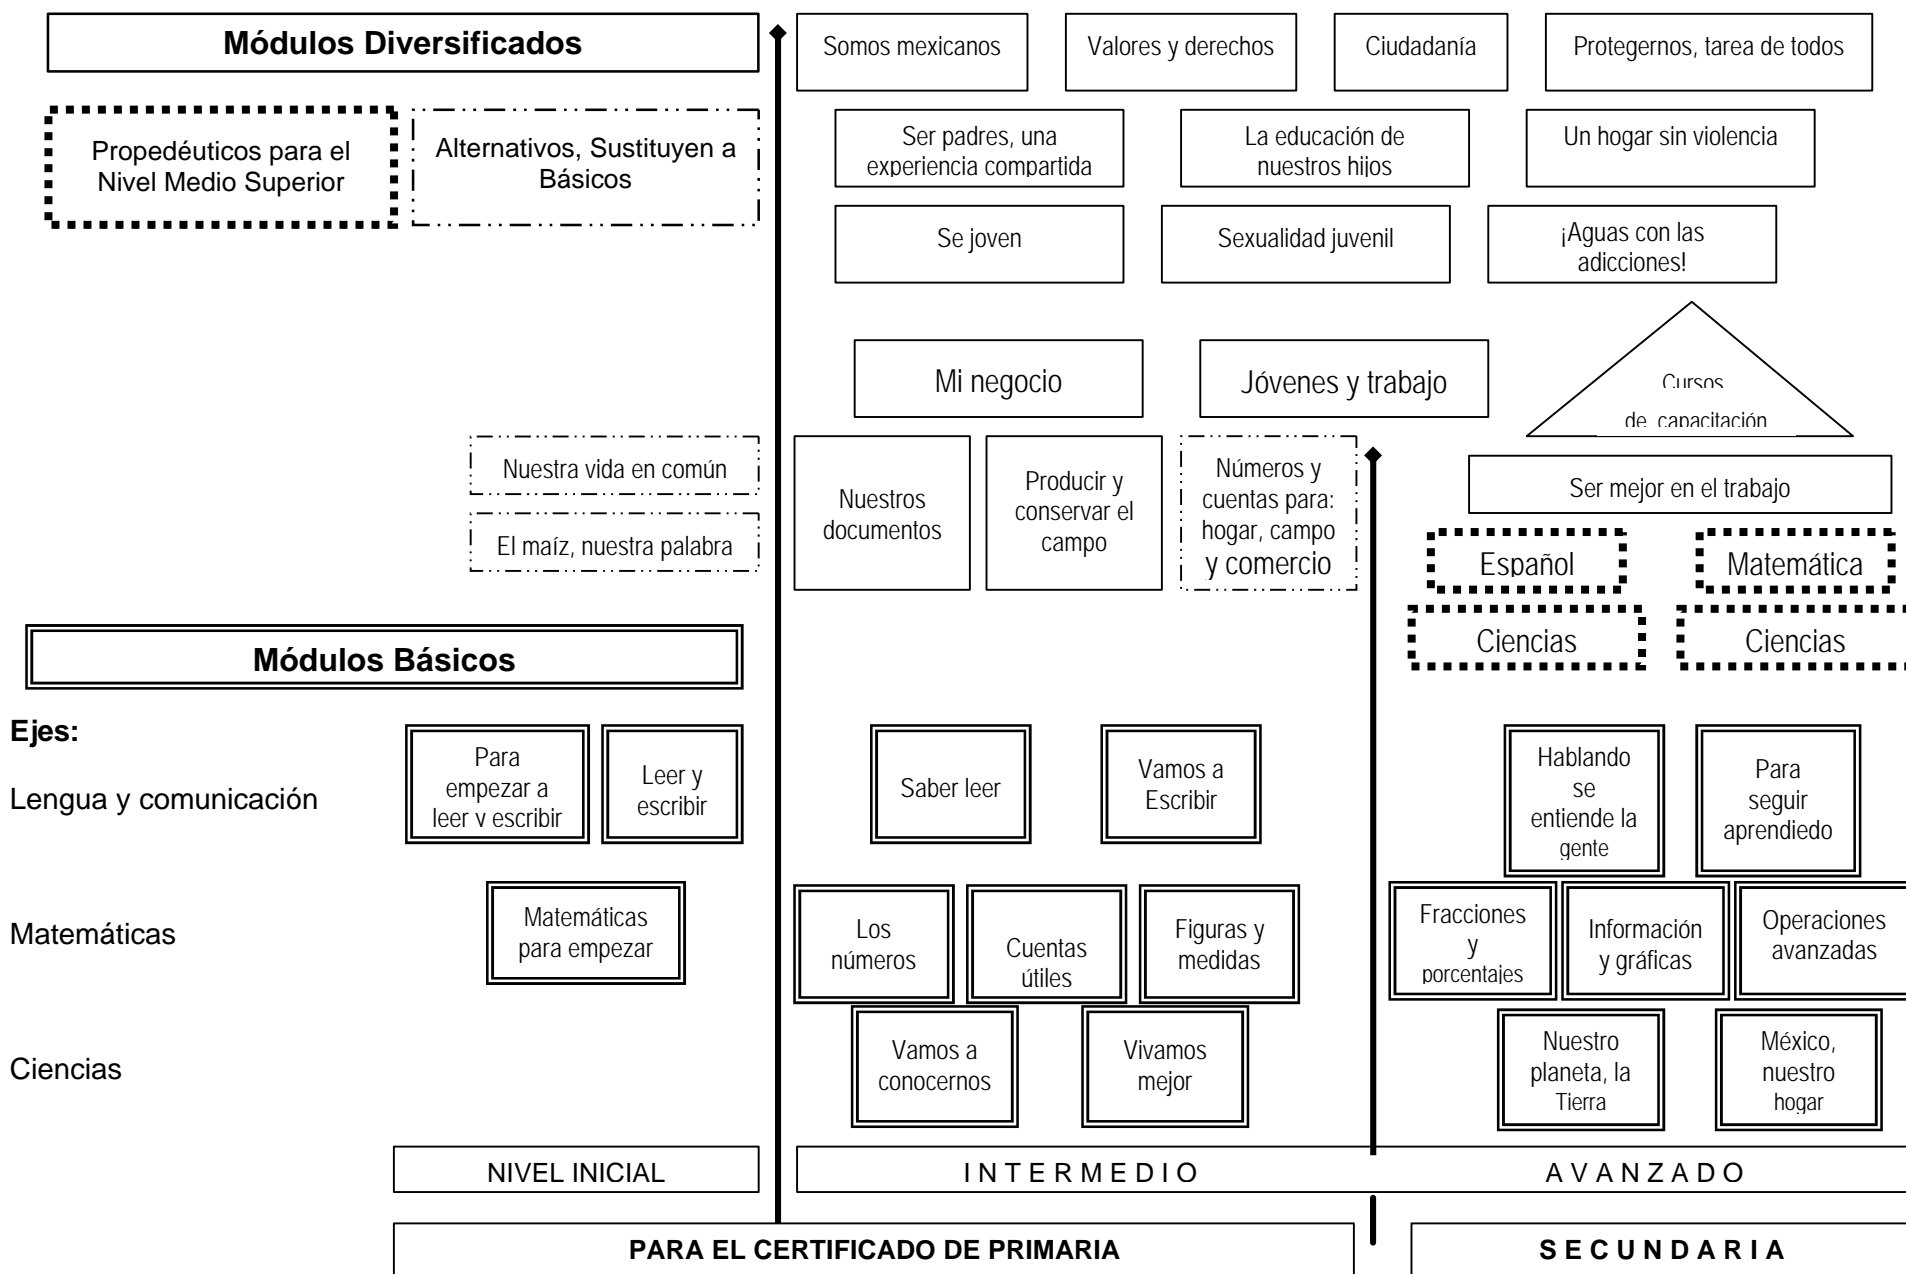 Módulos Diversificados
Somos mexicanos
Valores y derechos
Ciudadanía
Protegernos, tarea de todos
Propedéuticos para el
Nivel Medio Superior
Alternativos, Sustituyen a
Básicos
Ser padres, una
experiencia compartida
La educación de
nuestros hijos
Un hogar sin violencia
Se joven
Sexualidad juvenil
¡Aguas con las
adicciones!
Mi negocio
Jóvenes y trabajo
Cursos
de capacitación
Nuestra vida en común
El maíz, nuestra palabra
Nuestros
documentos
Producir y
conservar el
campo
Números y
cuentas para:
hogar, campo
y comercio
Ser mejor en el trabajo
Español
Matemática
Ciencias
Ciencias
Módulos Básicos
Ejes:
Lengua y comunicación
Para
empezar a
leer y escribir
Leer y
escribir
Saber leer
Vamos a
Escribir
Hablando
se
entiende la
gente
Para
seguir
aprendiedo
Matemáticas
Matemáticas
para empezar
Los
números
Cuentas
útiles
Figuras y
medidas
Fracciones
y
porcentajes
Información
y gráficas
Operaciones
avanzadas
Ciencias
Vamos a
conocernos
Vivamos
mejor
Nuestro
planeta, la
Tierra
México,
nuestro
hogar
NIVEL INICIAL
I N T E R M E D I O
A V A N Z A D O
PARA EL CERTIFICADO DE PRIMARIA
S E C U N D A R I A